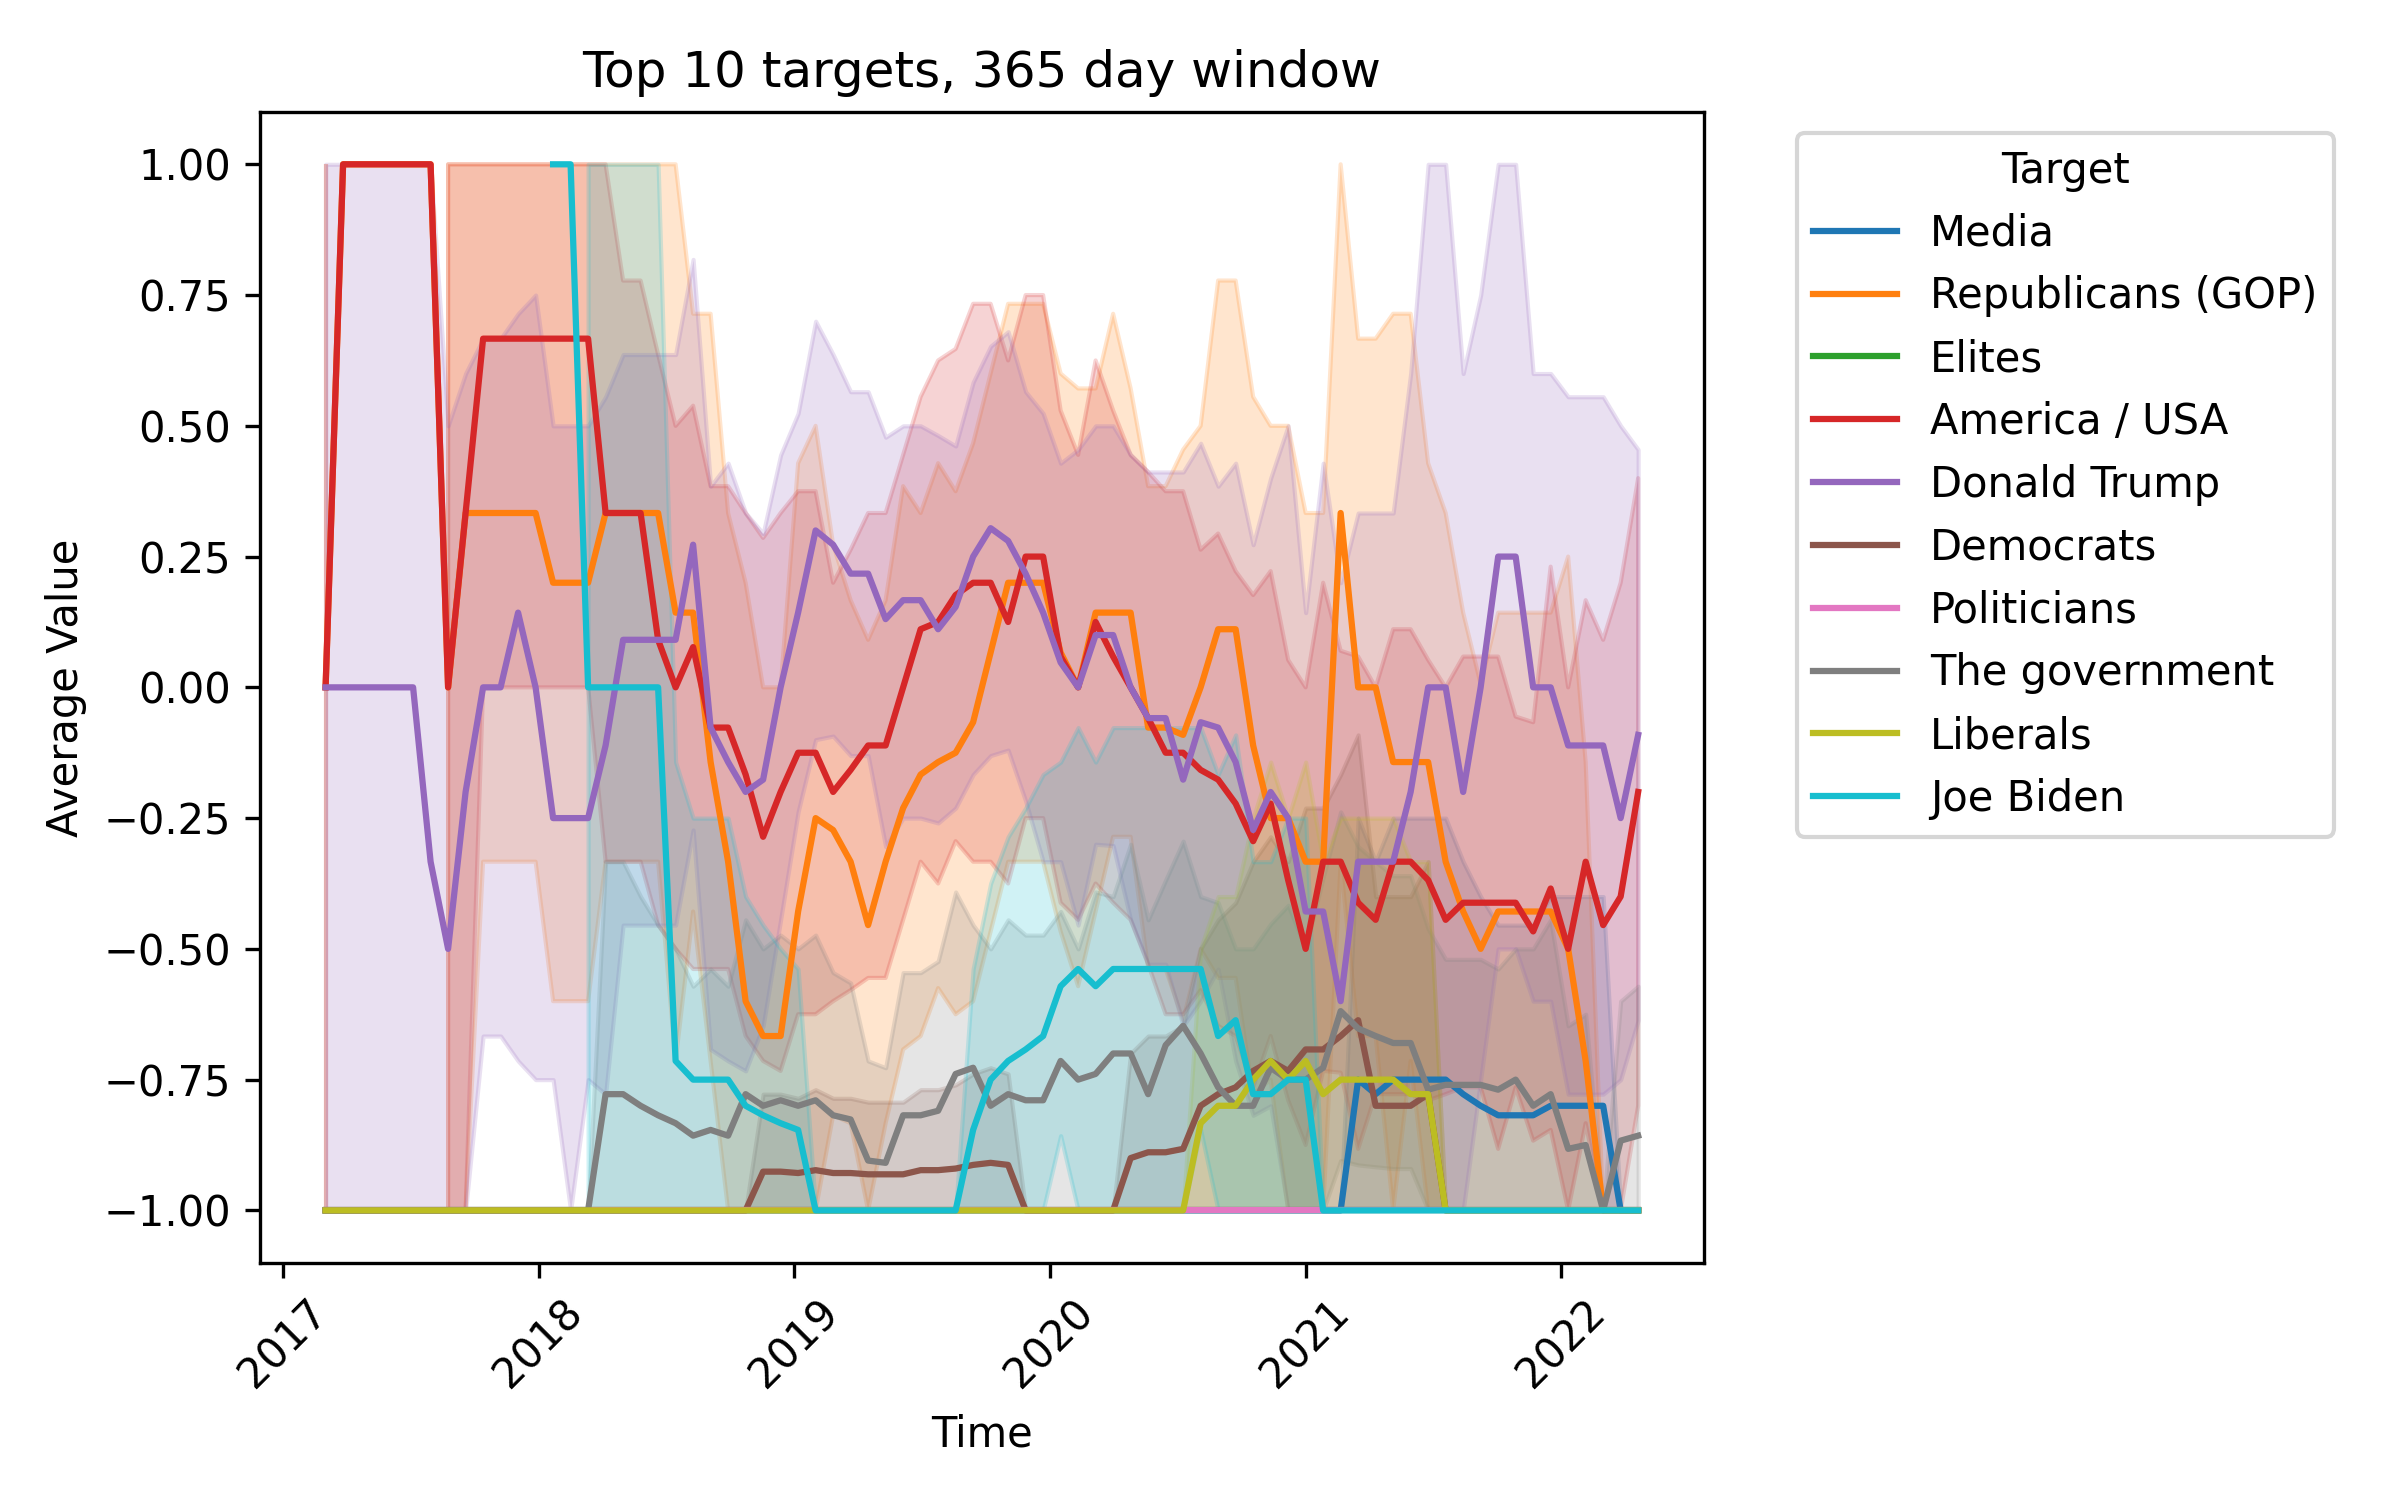 Top 10 targets, 365 day window
Average Value
1.00
0.75
0.50
0.25
0.00
−0.25
−0.50
−0.75
−1.00
2017
2018
2019
2020
2021
2022
Time
Target
Media
Republicans (GOP)
Elites
America / USA
Donald Trump
Democrats
Politicians
The government
Liberals
Joe Biden